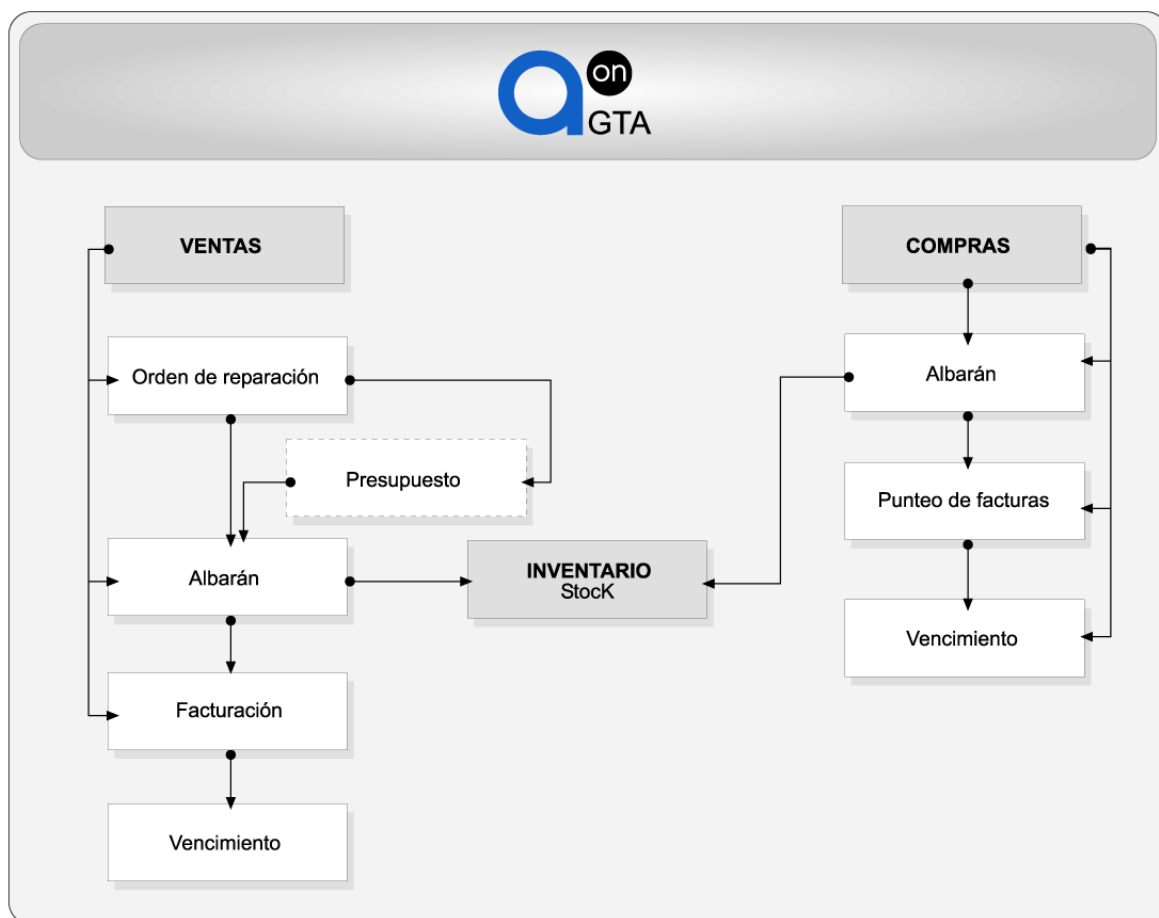 a on
GTA
VENTAS
COMPRAS
Orden de reparación
Albarán
Presupuesto
Punteo de facturas
Albarán
INVENTARIO
StocK
Vencimiento
Facturación
Vencimiento